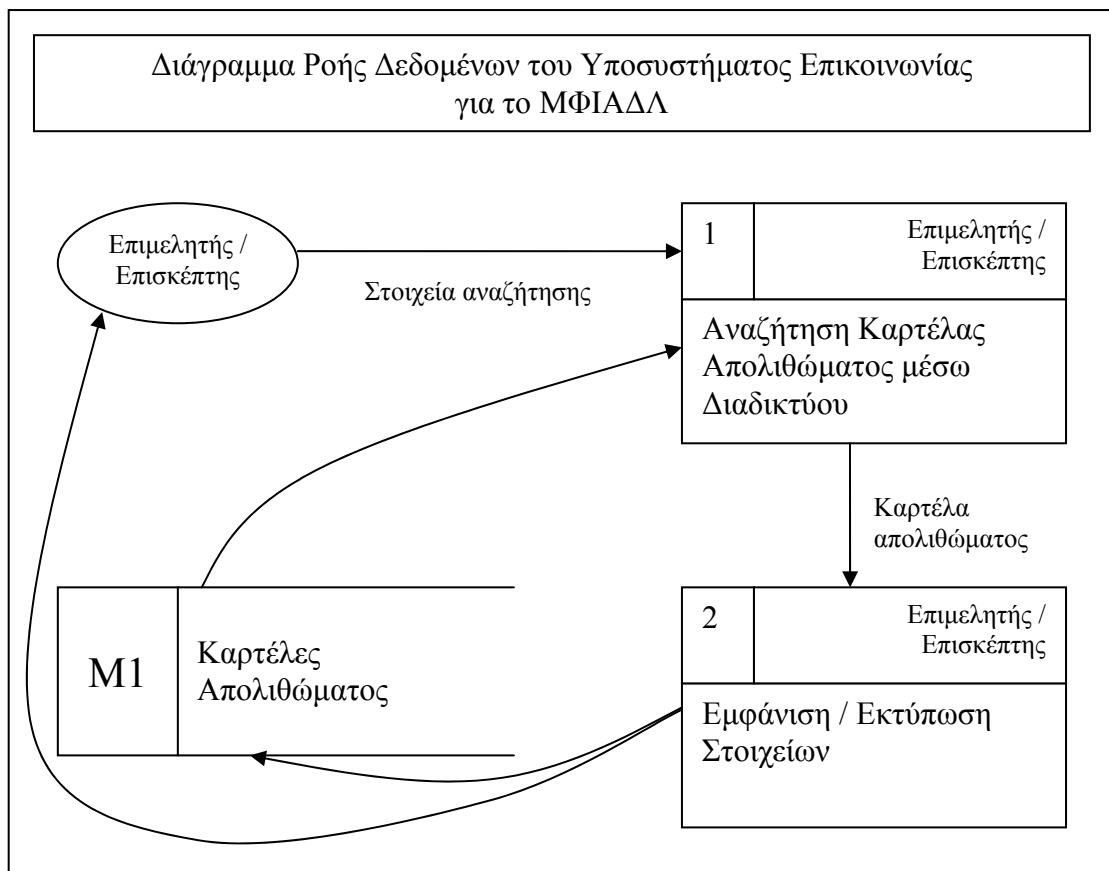 Διάγραμμα Ροής Δεδομένων του Υποσυστήματος Επικοινωνίας
για το ΜΦΙΑΔΛ
Επιμελητής /
Επισκέπτης
Στοιχεία αναζήτησης
1
Επιμελητής /
Επισκέπτης
Αναζήτηση Καρτέλας
Απολιθώματος μέσω
Διαδικτύου
Καρτέλα
απολιθώματος
M1
Καρτέλες
Απολιθώματος
2
Επιμελητής /
Επισκέπτης
Εμφάνιση / Εκτύπωση
Στοιχείων